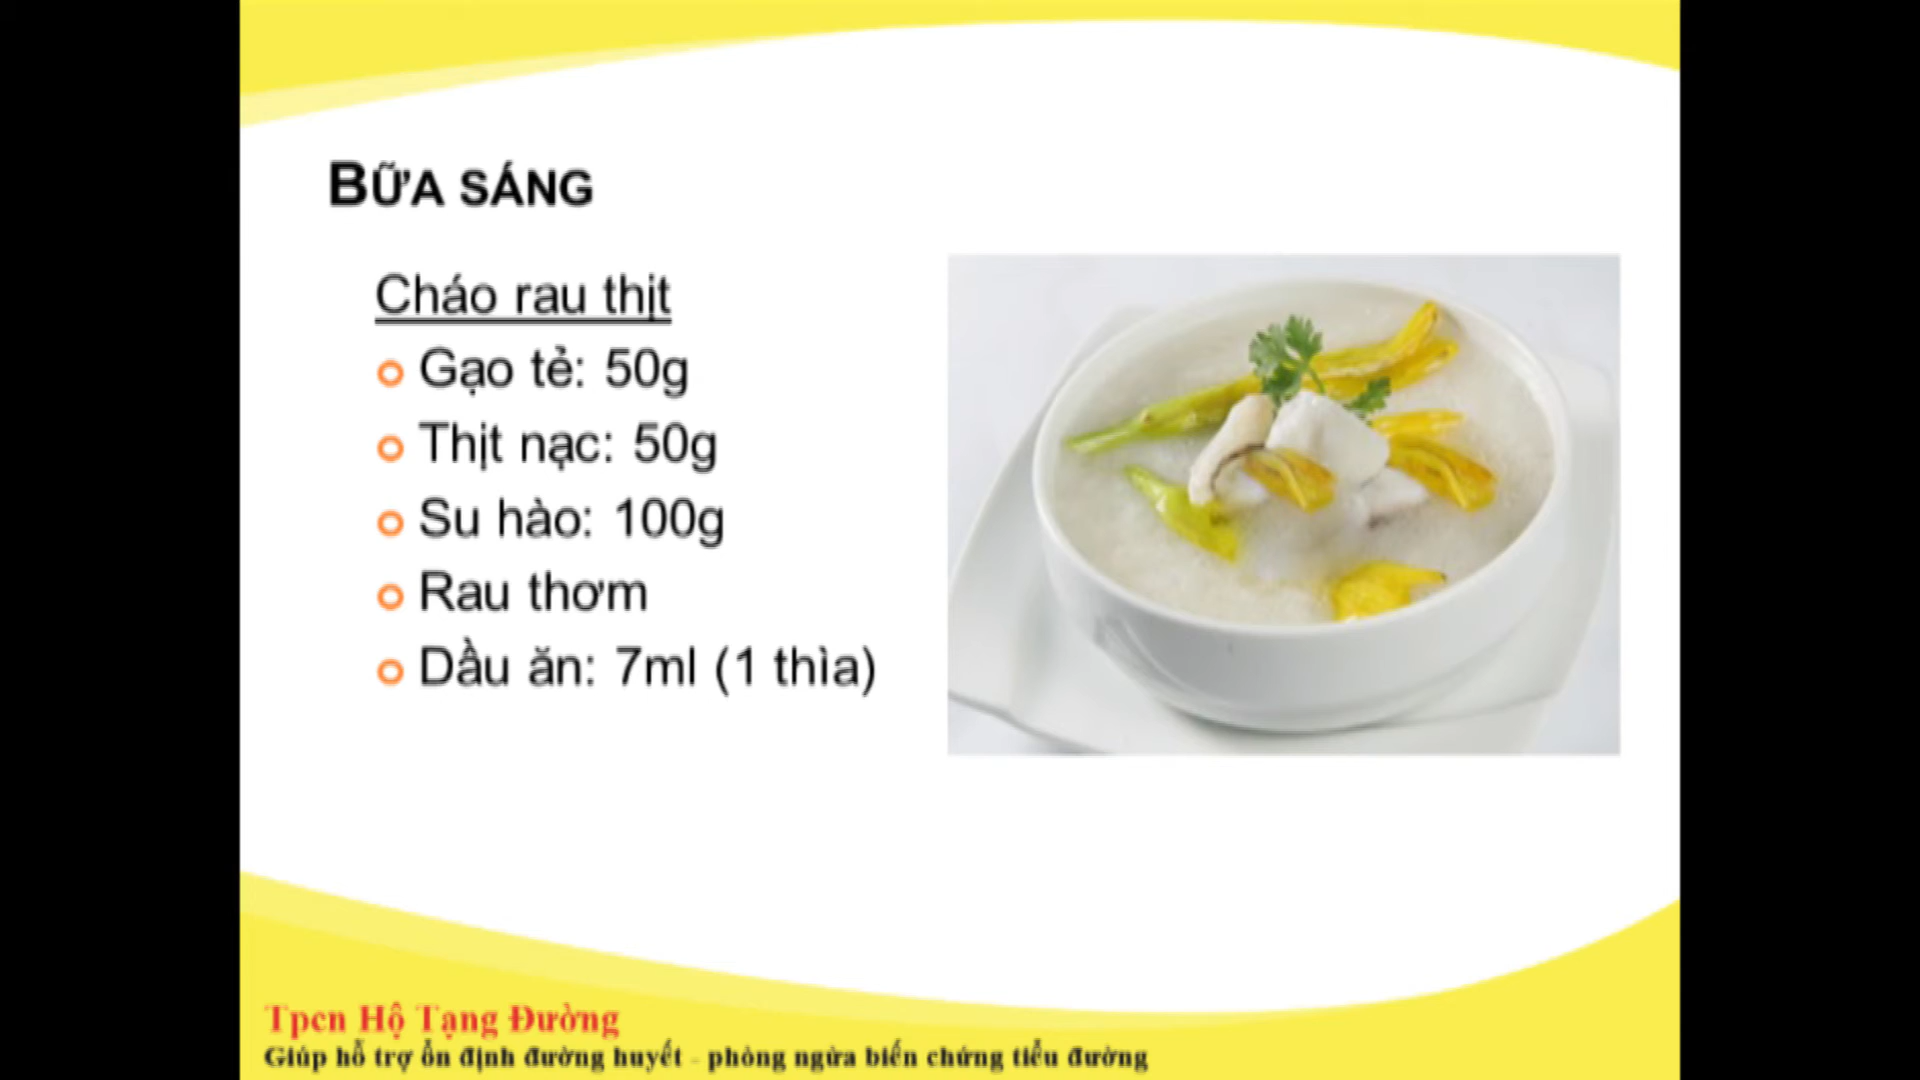 BỮA SÁNG
Cháo rau thịt
Gạo tẻ: 50g
Thịt nạc: 50g
Su hào: 100g
Rau thơm
Dầu ăn: 7ml (1 thìa)
Tpcn Hộ Tạng Đường
Giúp hỗ trợ ổn định đường huyết - phòng ngừa biến chứng tiểu đường